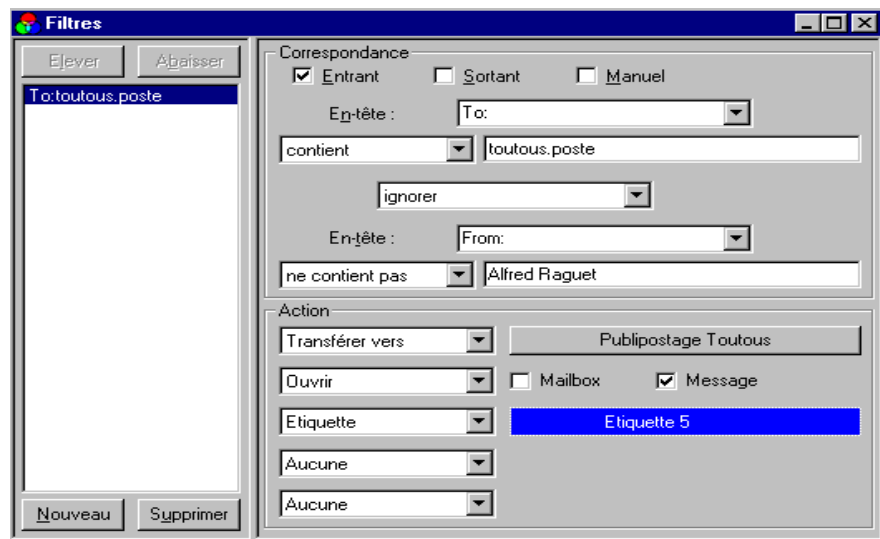 Filtres
Elever Abaisser
To:toutous.poste
Nouveau Supprimer
Correspondance
Entrant Sortant Manuel
En-tête : To:
contient toutous.poste
ignorer
En-tête : From:
ne contient pas Alfred Raguet
Action
Transférer vers Publipostage Toutous
Ouvrir Mailbox Message
Etiquette Etiquette 5
Aucune
Aucune